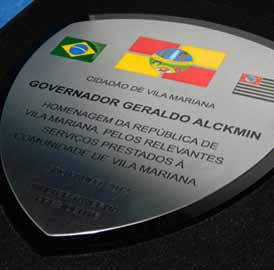 CIDADÃO DE VILA MARIANA
GOVERNADOR GERALDO ALCKMIN
HOMENAGEM DA REPÚBLICA DE
VILA MARIANA, PELOS RELEVANTES
SERVIÇOS PRESTADOS À
COMUNIDADE DE VILA MARIANA